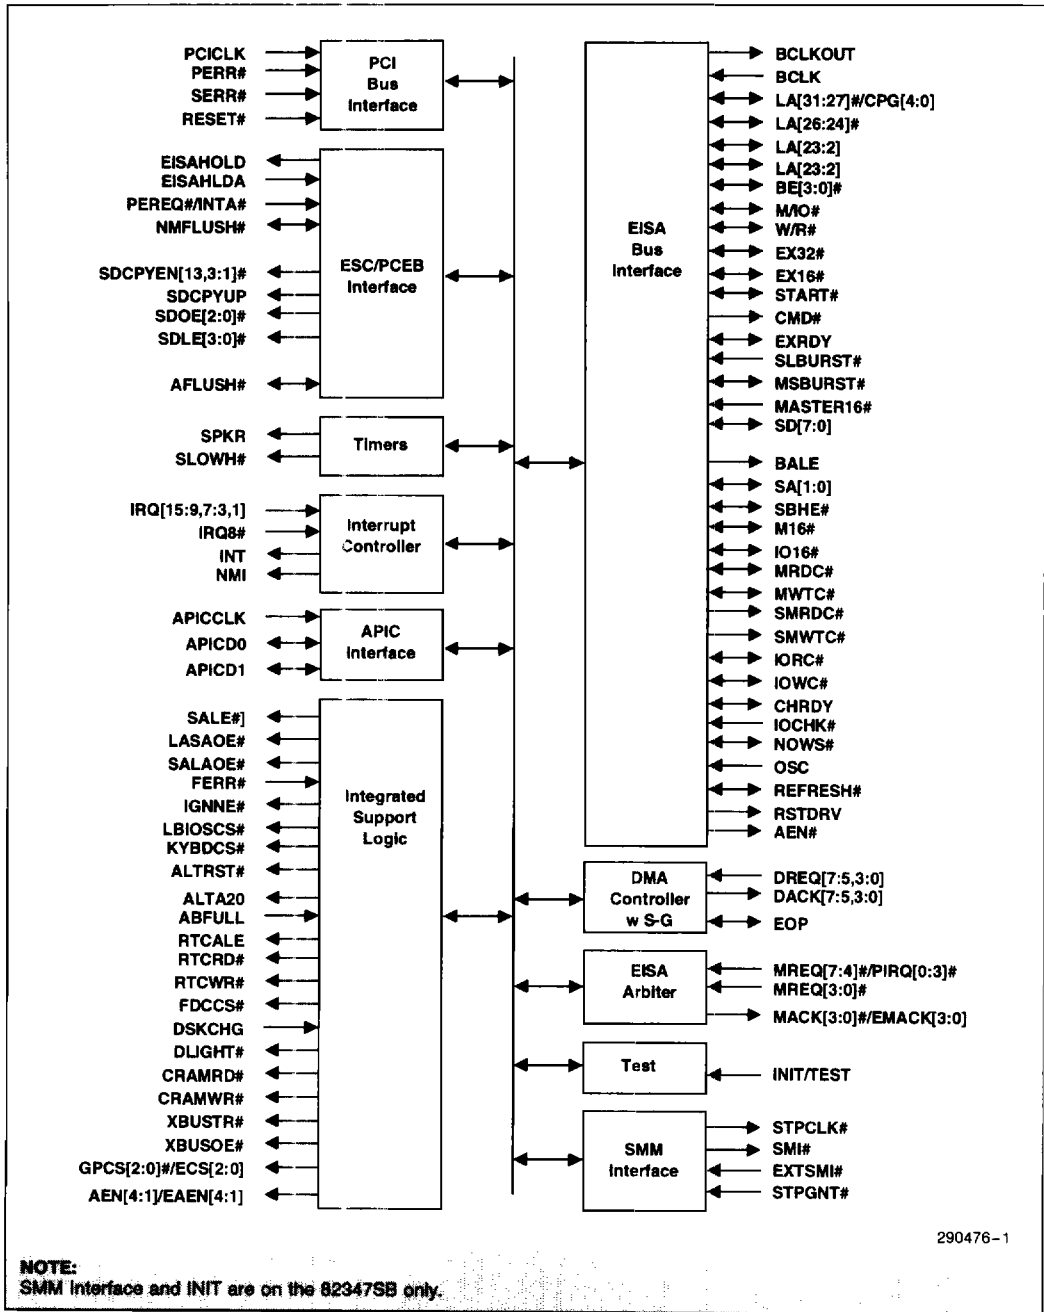 PCICLK
PERR#
SERR#
RESET#
PCI
Bus
Interface
EISAHOLD
EISAHLDA
PEREQ#/INTA#
NMFLUSH#
SDCPYEN[13,3:1]#
SDCPYUP
SDOE[2:0]#
SDLE[3:0]#
AFLUSH#
ESC/PCEB
Interface
SPKR
SLOWH#
Timers
IRQ[15:9,7:3,1]
IRQ8#
INT
NMI
Interrupt
Controller
APICCLK
APICD0
APICD1
APIC
Interface
SALE#]
LASAOE#
SALAOE#
FERR#
IGNNE#
LBIOSCS#
KYBDCS#
ALTRST#
ALTA20
ABFULL
RTCALE
RTCRD#
RTCWR#
FDCCS#
DSKCHG
DLIGHT#
CRAMRD#
CRAMWR#
XBUSTR#
XBUSOE#
GPCS[2:0]#/ECS[2:0]
AEN[4:1]/EAEN[4:1]
Integrated
Support
Logic
EISA
Bus
Interface
BCLKOUT
BCLK
LA[31:27]#/CPG[4:0]
LA[26:24]#
LA[23:2]
LA[23:2]
BE[3:0]#
M/IO#
W/R#
EX32#
EX16#
START#
CMD#
EXRDY
SLBURST#
MSBURST#
MASTER16#
SD[7:0]
BALE
SA[1:0]
SBHE#
M16#
IO16#
MRDC#
MWTC#
SMRDC#
SMWTC#
IORC#
IOWC#
CHRDY
IOCHK#
NOWS#
OSC
REFRESH#
RSTDRV
AEN#
DMA
Controller
w S-G
DREQ[7:5,3:0]
DACK[7:5,3:0]
EOP
EISA
Arbiter
MREQ[7:4]#/PIRQ[0:3]#
MREQ[3:0]#
MACK[3:0]#/EMACK[3:0]
Test
INIT/TEST
SMM
Interface
STPCLK#
SMI#
EXTSMI#
STPGNT#
290476-1
NOTE:
SMM Interface and INIT are on the 82347SB only.